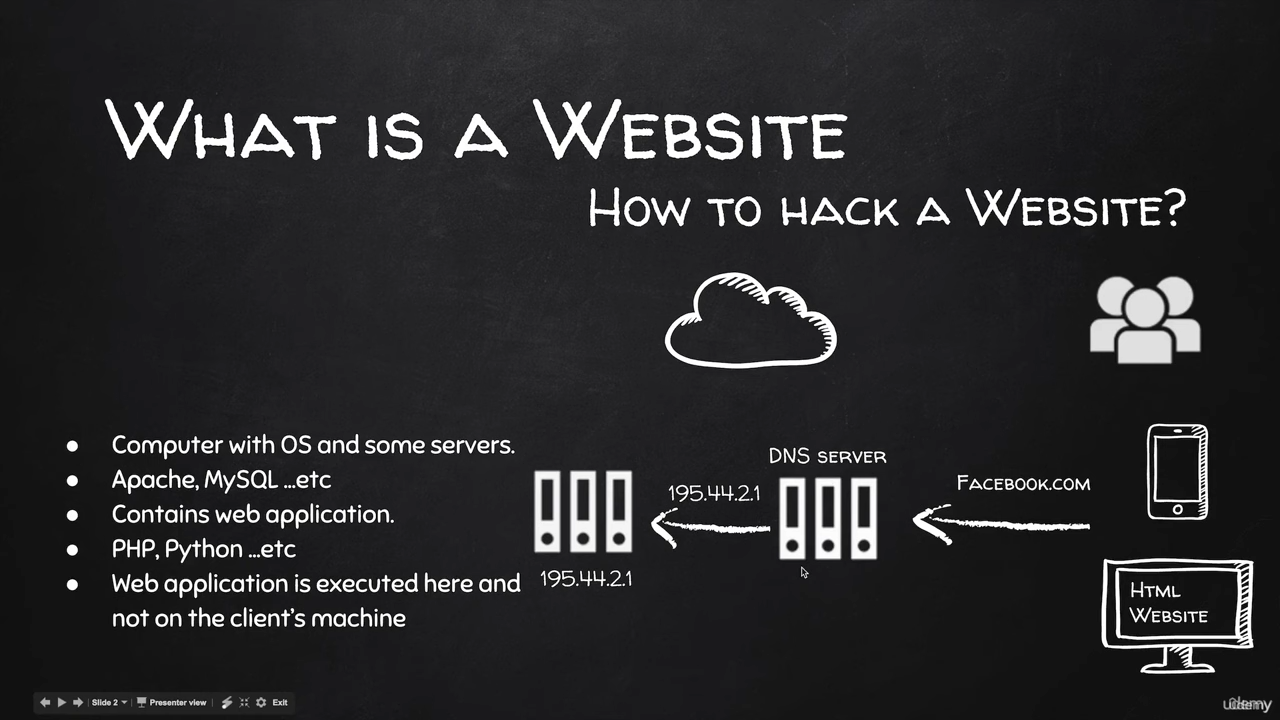 What is a Website
How to hack a Website?
● Computer with OS and some servers.
● Apache, MySQL ...etc
● Contains web application.
● PHP, Python ...etc
● Web application is executed here and
not on the client's machine
195.44.2.1
195.44.2.1
DNS server
Facebook.com
Html
Website
Slide 2
Presenter view
Exit